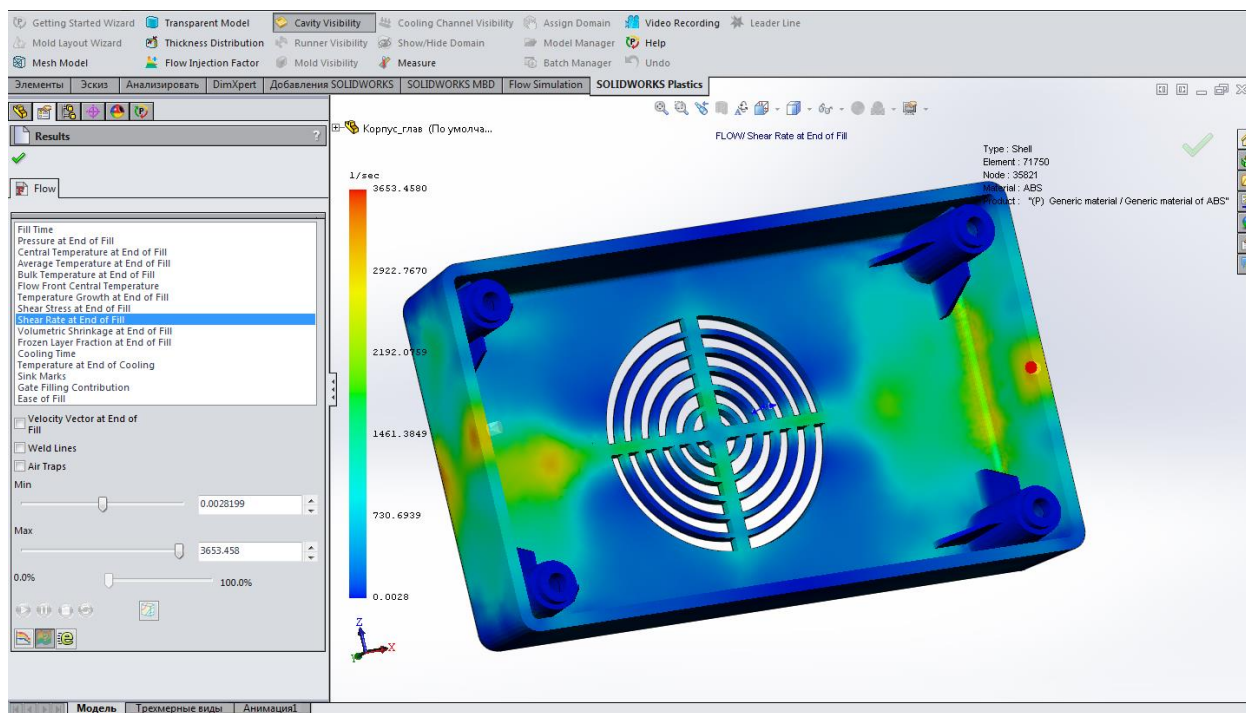 Getting Started Wizard Transparent Model Cavity Visibility Cooling Channel Visibility Assign Domain Video Recording Leader Line
Mold Layout Wizard Thickness Distribution Runner Visibility Show/Hide Domain Model Manager Help
Mesh Model Flow Injection Factor Mold Visibility Measure Batch Manager Undo
Элементы Эскиз Анализировать DimXpert Добавления SOLIDWORKS SOLIDWORKS MBD Flow Simulation SOLIDWORKS Plastics
Results ?
Корпус_глав (По умолча...
FLOW/ Shear Rate at End of Fill
Type : Shell
Element : 71750
Node : 35821
Material : ABS
Product : "(P) Generic material / Generic material of ABS"
Flow
1/sec
3653.4580
2922.7670
2192.0759
1461.3849
730.6939
0.0028
Fill Time
Pressure at End of Fill
Central Temperature at End of Fill
Average Temperature at End of Fill
Bulk Temperature at End of Fill
Flow Front Central Temperature
Temperature Growth at End of Fill
Shear Stress at End of Fill
Shear Rate at End of Fill
Volumetric Shrinkage at End of Fill
Frozen Layer Fraction at End of Fill
Cooling Time
Temperature at End of Cooling
Sink Marks
Gate Filling Contribution
Ease of Fill
Velocity Vector at End of
Fill
Weld Lines
Air Traps
Min
0.0028199
Max
3653.458
0.0% 100.0%
Z
X
Y
Модель Трехмерные виды Анимация1